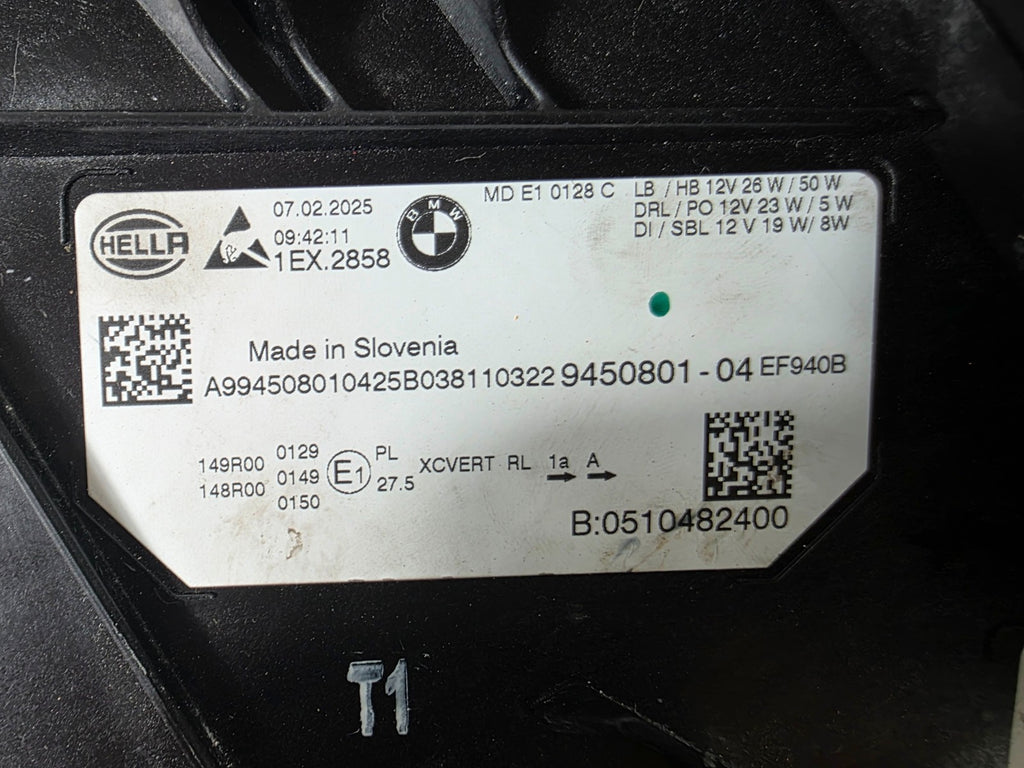 HELLA
07.02.2025
09:42:11
1EX.2858
BMW
MD E1 0128 C
LB / HB 12V 26 W / 50 W
DRL / PO 12V 23 W / 5 W
DI / SBL 12 V 19 W/ 8W
Made in Slovenia
A994508010425B038110322 9450801 - 04 EF940B
149R00 0129
148R00 0149
0150
E1
PL
27.5
XCVERT RL 1a A
B:0510482400
T1